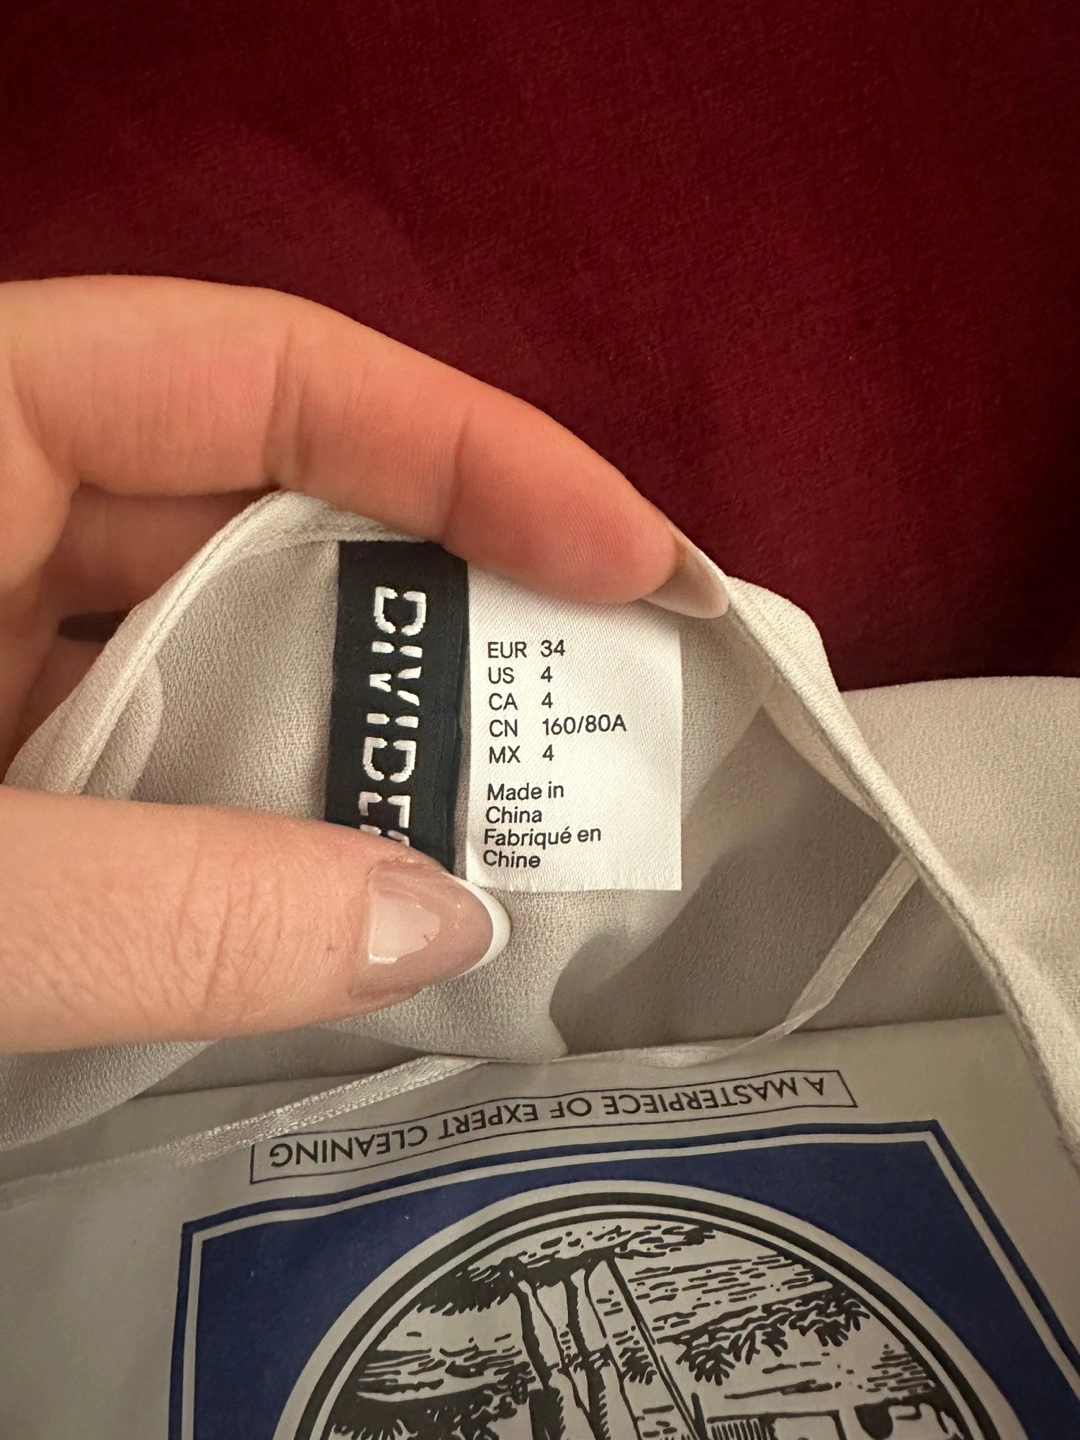 DIVIDE
EUR 34
US 4
CA 4
CN 160/80A
MX 4
Made in
China
Fabriqué en
Chine
A MASTERPIECE OF EXPERT CLEANING